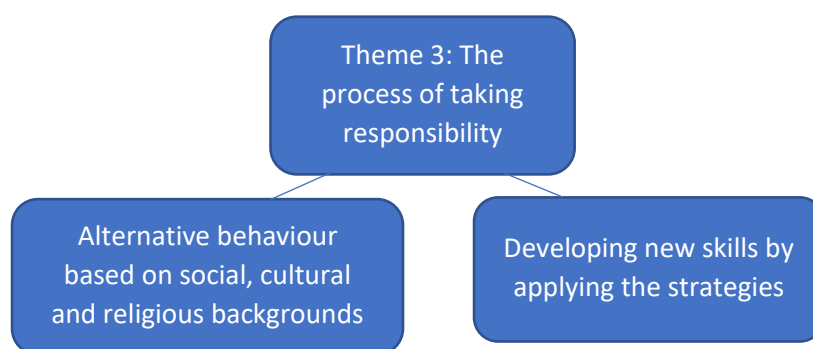 Theme 3: The
process of taking
responsibility
Alternative behaviour
based on social, cultural
and religious backgrounds
Developing new skills by
applying the strategies